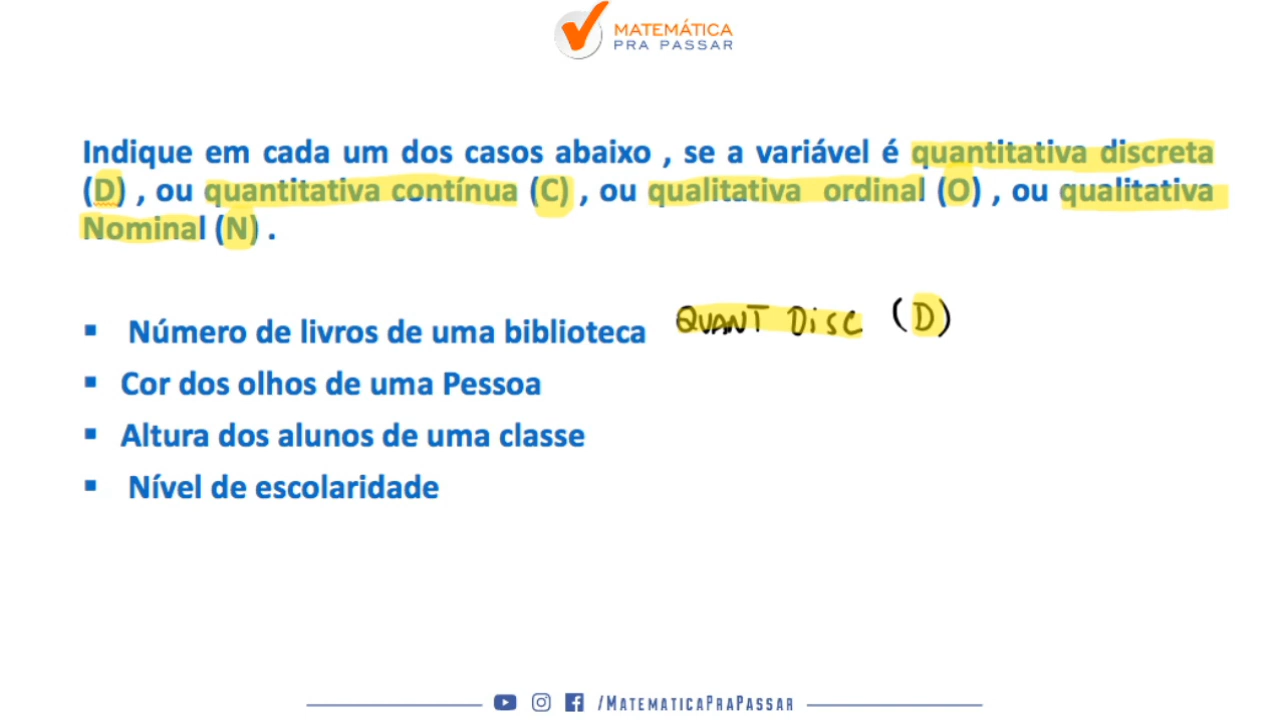 MATEMÁTICA
PRA PASSAR
Indique em cada um dos casos abaixo , se a variável é quantitativa discreta
(D) , ou quantitativa contínua (C) , ou qualitativa ordinal (O) , ou qualitativa
Nominal (N) .
▪ Número de livros de uma biblioteca QUANT DisC (D)
▪ Cor dos olhos de uma Pessoa
▪ Altura dos alunos de uma classe
▪ Nível de escolaridade
/MATEMATICAPRAPASSAR